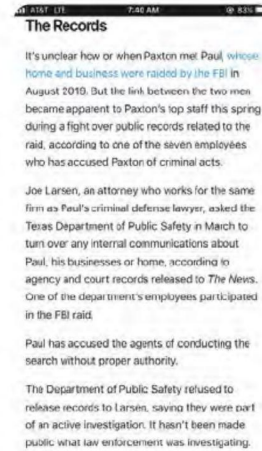 AT&T LTE 7:40 AM 83%
The Records
It's unclear how or when Paxton met Paul, whose
home and business were raided by the FBI in
August 2019. But the link between the two men
became apparent to Paxton's top staff this spring
during a fight over public records related to the
raid, according to one of the seven employees
who has accused Paxton of criminal acts.
Joe Larsen, an attorney who works for the same
firm as Paul's criminal defense lawyer, asked the
Texas Department of Public Safety in March to
turn over any internal communications about
Paul, his businesses or home, according to
agency and court records released to The News.
One of the department's employees participated
in the FBI raid.
Paul has accused the agents of conducting the
search without proper authority.
The Department of Public Safety refused to
release records to Larsen, saying they were part
of an active investigation. It hasn't been made
public what law enforcement was investigating.